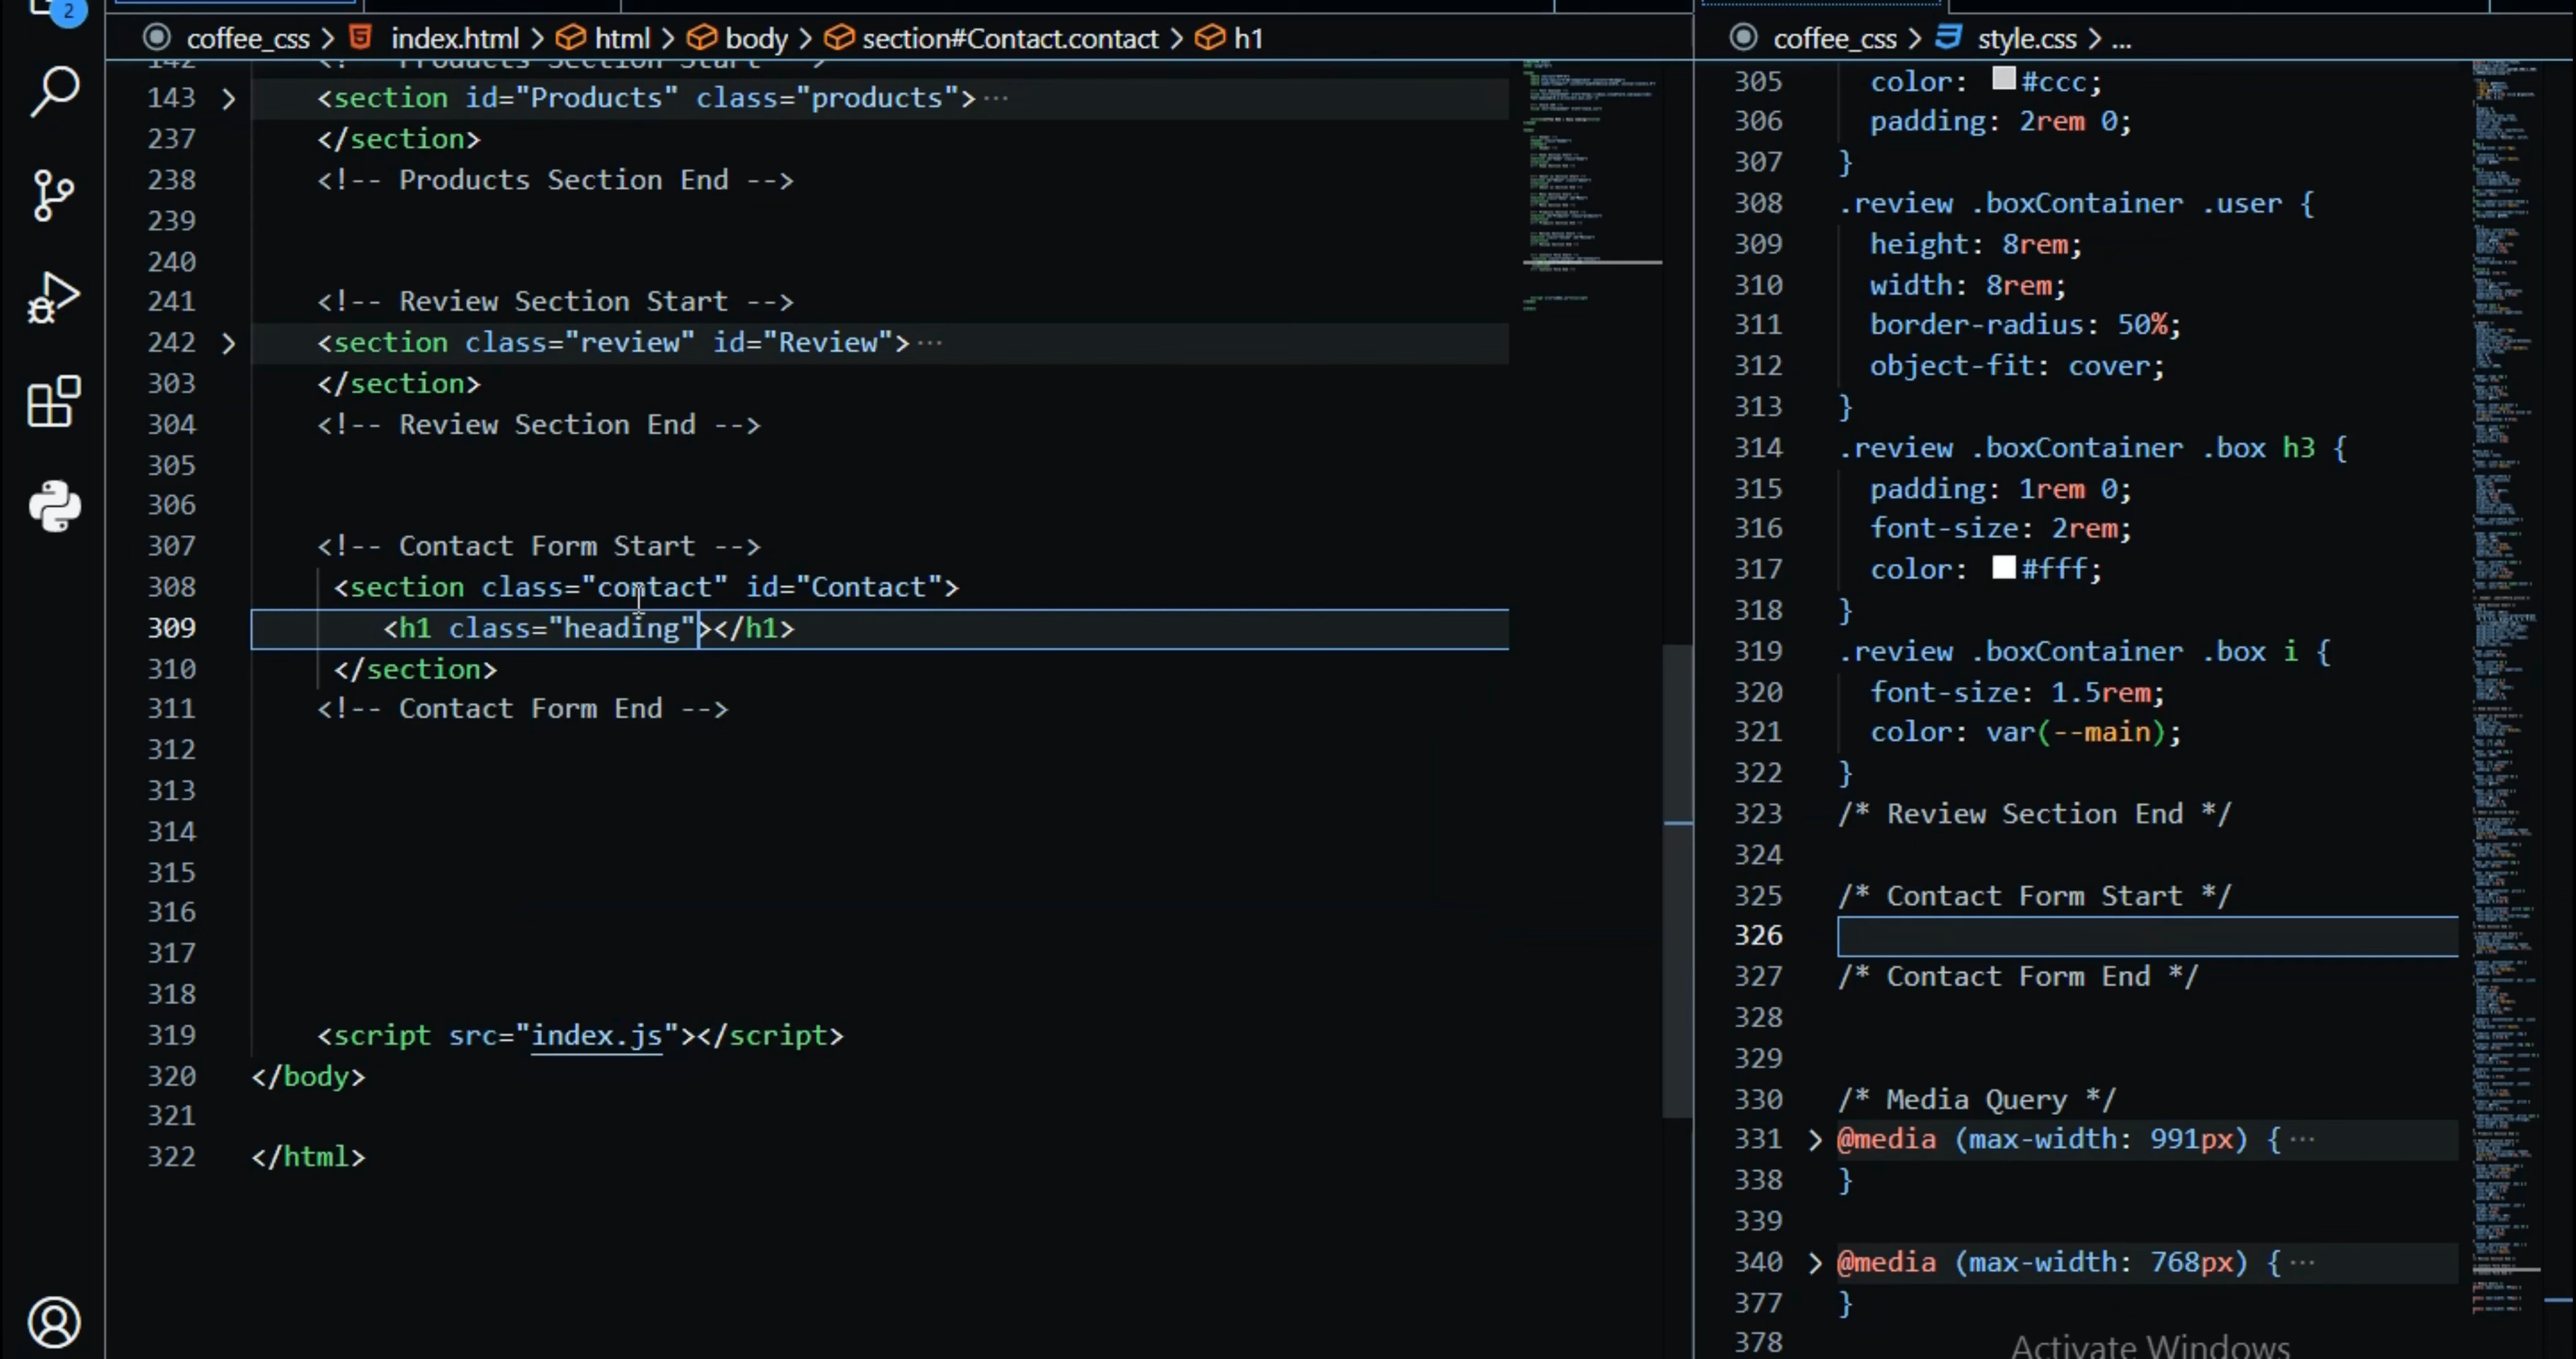 2
coffee_css > index.html > html > body > section#Contact.contact > h1
142 <!-- Products Section Start -->
143 <section id="Products" class="products">···
237 </section>
238 <!-- Products Section End -->
239
240
241 <!-- Review Section Start -->
242 <section class="review" id="Review">···
303 </section>
304 <!-- Review Section End -->
305
306
307 <!-- Contact Form Start -->
308 <section class="contact" id="Contact">
309 <h1 class="heading"></h1>
310 </section>
311 <!-- Contact Form End -->
312
313
314
315
316
317
318
319 <script src="index.js"></script>
320 </body>
321
322 </html>
coffee_css > style.css > ...
305 color: #ccc;
306 padding: 2rem 0;
307 }
308 .review .boxContainer .user {
309 height: 8rem;
310 width: 8rem;
311 border-radius: 50%;
312 object-fit: cover;
313 }
314 .review .boxContainer .box h3 {
315 padding: 1rem 0;
316 font-size: 2rem;
317 color: #fff;
318 }
319 .review .boxContainer .box i {
320 font-size: 1.5rem;
321 color: var(--main);
322 }
323 /* Review Section End */
324
325 /* Contact Form Start */
326
327 /* Contact Form End */
328
329
330 /* Media Query */
331 @media (max-width: 991px) {···
338 }
339
340 @media (max-width: 768px) {···
377 }
378
Activate Windows